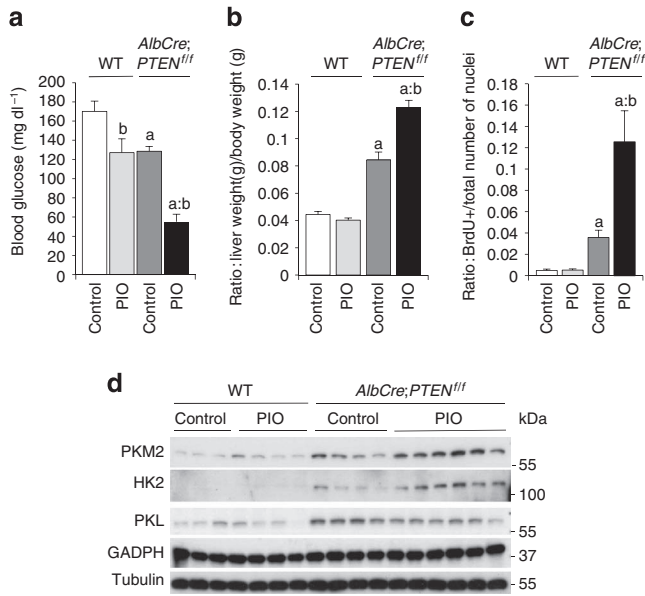 a
WT
AlbCre;
PTENf/f
Blood glucose (mg dl−1)
200
180
160
140
120
100
80
60
40
20
0
b
a
a:b
Control
PIO
Control
PIO
b
WT
AlbCre;
PTENf/f
Ratio: liver weight(g)/body weight (g)
0.14
0.12
0.1
0.08
0.06
0.04
0.02
0
a
a:b
Control
PIO
Control
PIO
c
WT
AlbCre;
PTENf/f
Ratio: BrdU+/total number of nuclei
0.18
0.16
0.14
0.12
0.1
0.08
0.06
0.04
0.02
0
a
a:b
Control
PIO
Control
PIO
d
WT
AlbCre;PTENf/f
Control
PIO
Control
PIO
kDa
PKM2
55
HK2
100
PKL
55
GADPH
37
Tubulin
55